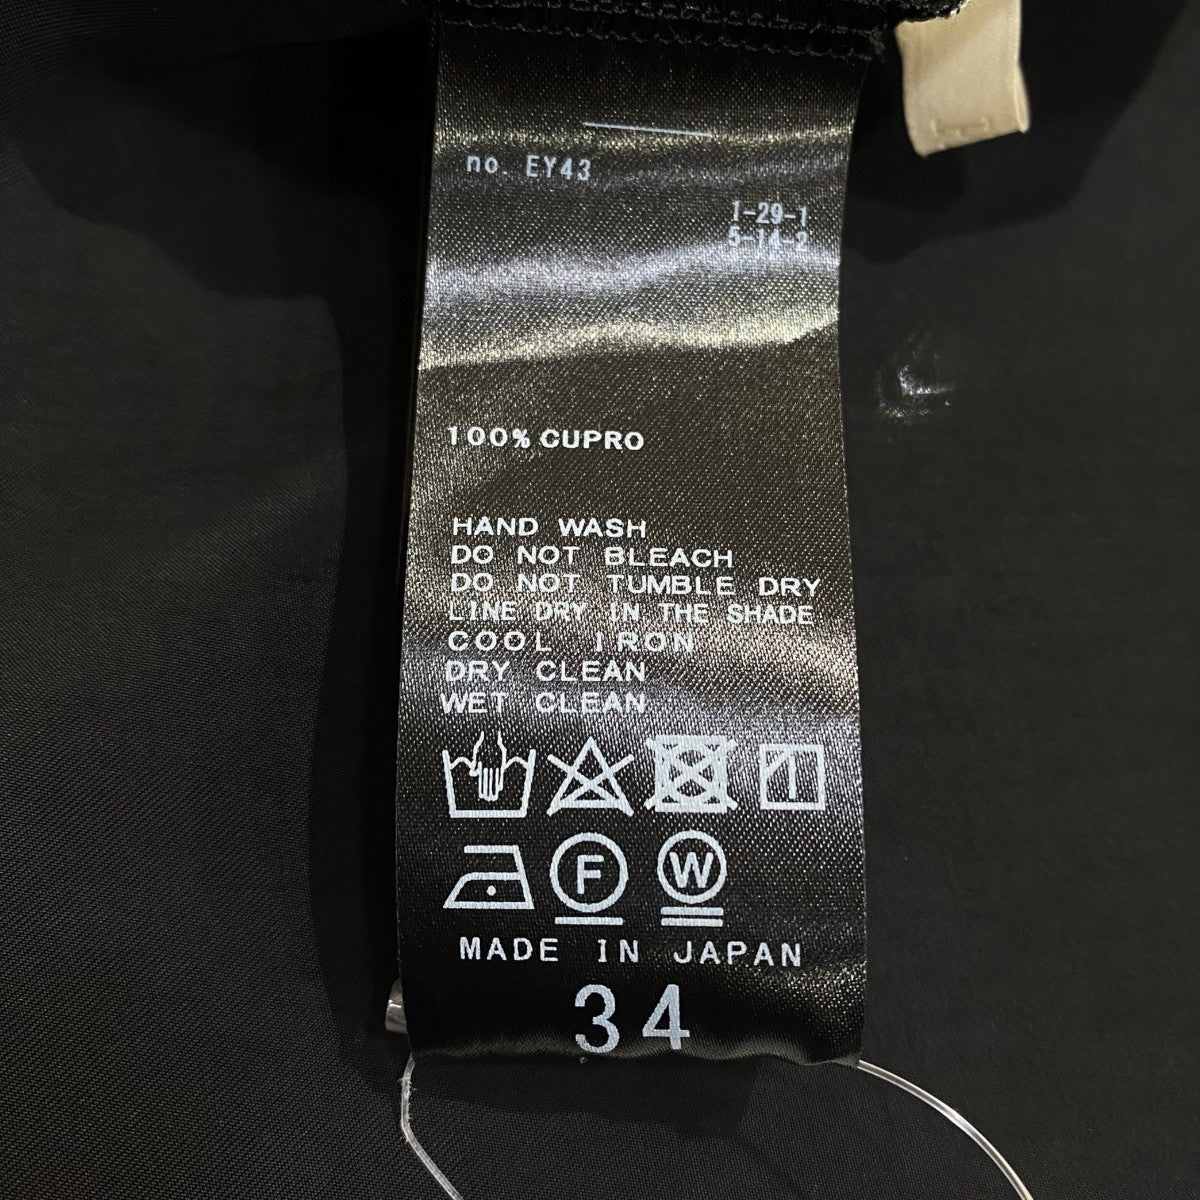 no. EY43
1-29-1
5-14-2
100% CUPRO
HAND WASH
DO NOT BLEACH
DO NOT TUMBLE DRY
LINE DRY IN THE SHADE
COOL IRON
DRY CLEAN
WET CLEAN
F
W
MADE IN JAPAN
34